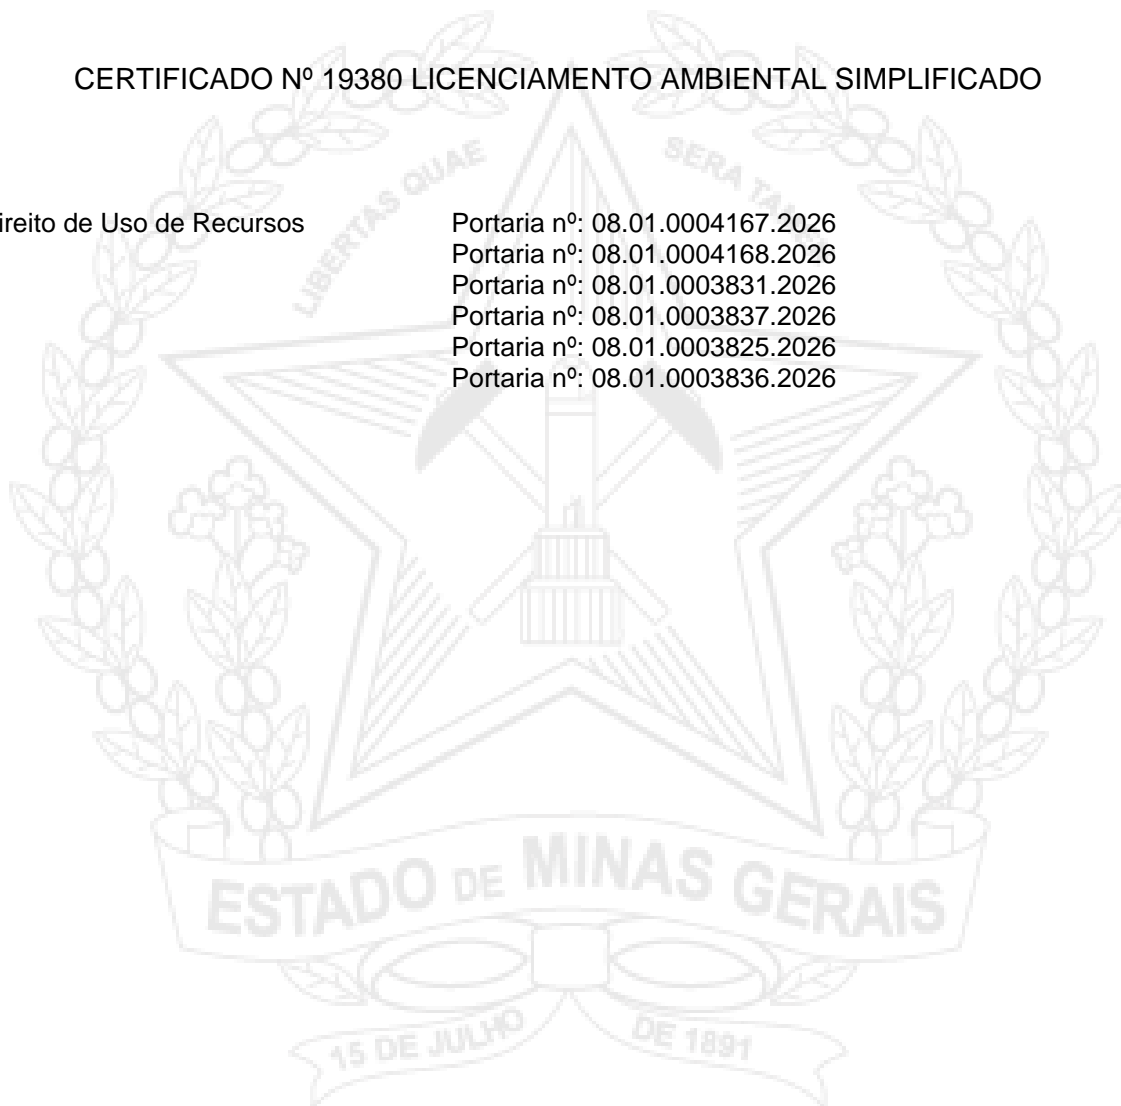 CERTIFICADO Nº 19380 LICENCIAMENTO AMBIENTAL SIMPLIFICADO
LIBERTAS QUAE SERA TAMEN
ireito de Uso de Recursos Portaria nº: 08.01.0004167.2026
Portaria nº: 08.01.0004168.2026
Portaria nº: 08.01.0003831.2026
Portaria nº: 08.01.0003837.2026
Portaria nº: 08.01.0003825.2026
Portaria nº: 08.01.0003836.2026
ESTADO DE MINAS GERAIS
15 DE JULHO DE 1891